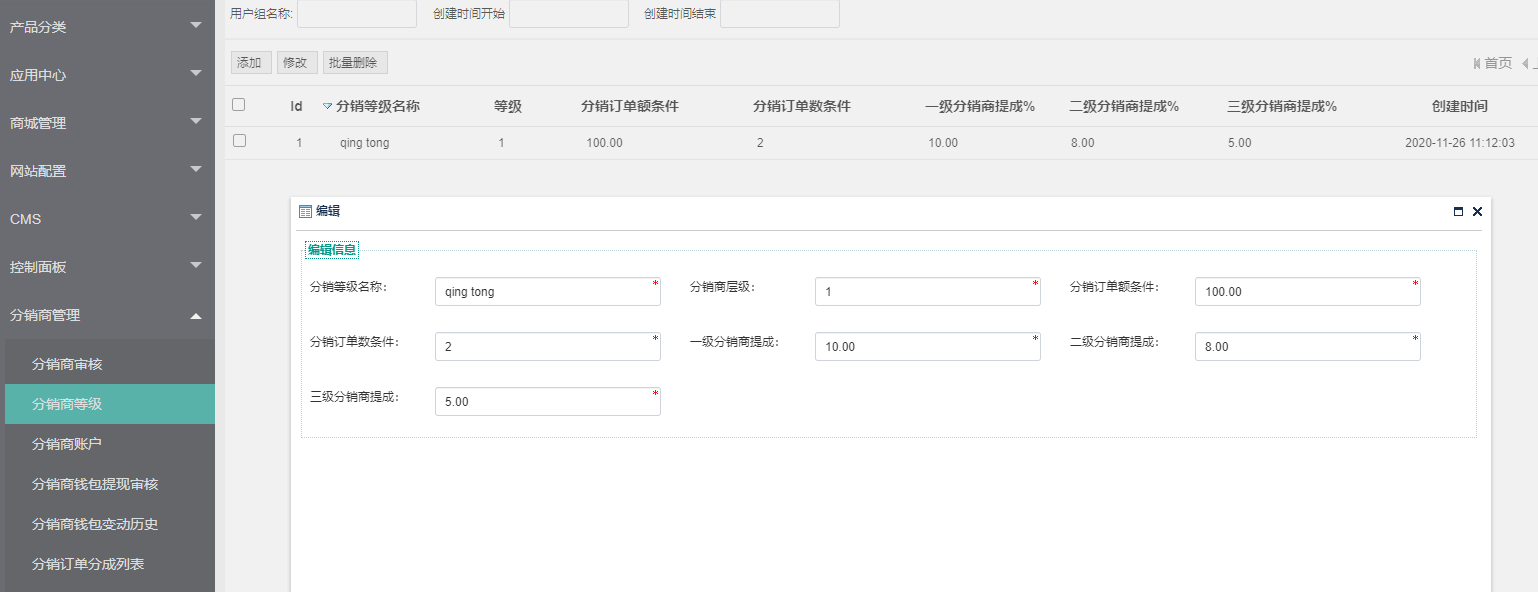 用户组名称:
创建时间开始
创建时间结束
产品分类
应用中心
商城管理
网站配置
CMS
控制面板
分销商管理
分销商审核
分销商等级
分销商账户
分销商钱包提现审核
分销商钱包变动历史
分销订单分成列表
添加 修改 批量删除
首页
Id 分销等级名称 等级 分销订单额条件 分销订单数条件 一级分销商提成% 二级分销商提成% 三级分销商提成% 创建时间
1 qing tong 1 100.00 2 10.00 8.00 5.00 2020-11-26 11:12:03
编辑
编辑信息
分销等级名称: qing tong * 分销商层级: 1 * 分销订单额条件: 100.00 *
分销订单数条件: 2 * 一级分销商提成: 10.00 * 二级分销商提成: 8.00 *
三级分销商提成: 5.00 *